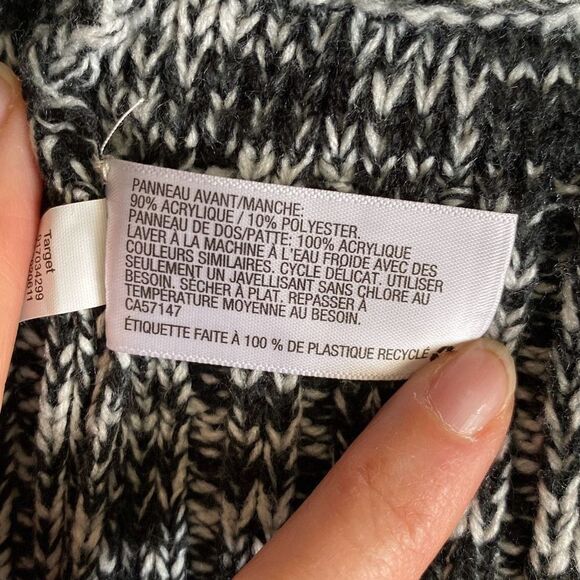 PANNEAU AVANT/MANCHE:
90% ACRYLIQUE / 10% POLYESTER.
PANNEAU DE DOS/PATTE: 100% ACRYLIQUE
LAVER À LA MACHINE À L'EAU FROIDE AVEC DES
COULEURS SIMILAIRES. CYCLE DÉLICAT. UTILISER
SEULEMENT UN JAVELLISANT SANS CHLORE AU
BESOIN. SÉCHER À PLAT. REPASSER À
TEMPÉRATURE MOYENNE AU BESOIN.
CA57147
ÉTIQUETTE FAITE À 100 % DE PLASTIQUE RECYCLÉ
Target